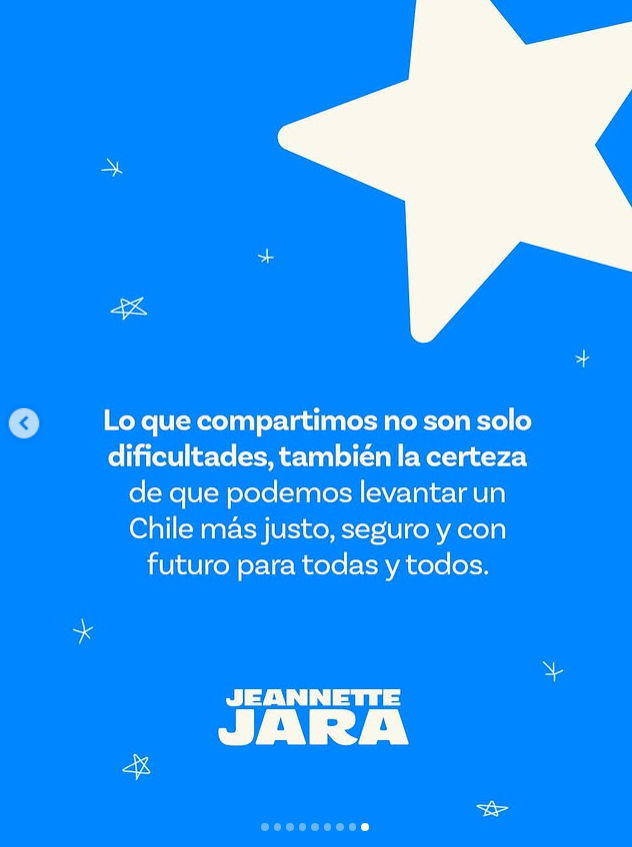 Lo que compartimos no son solo
dificultades, también la certeza
de que podemos levantar un
Chile más justo, seguro y con
futuro para todas y todos.
JEANNETTE
JARA